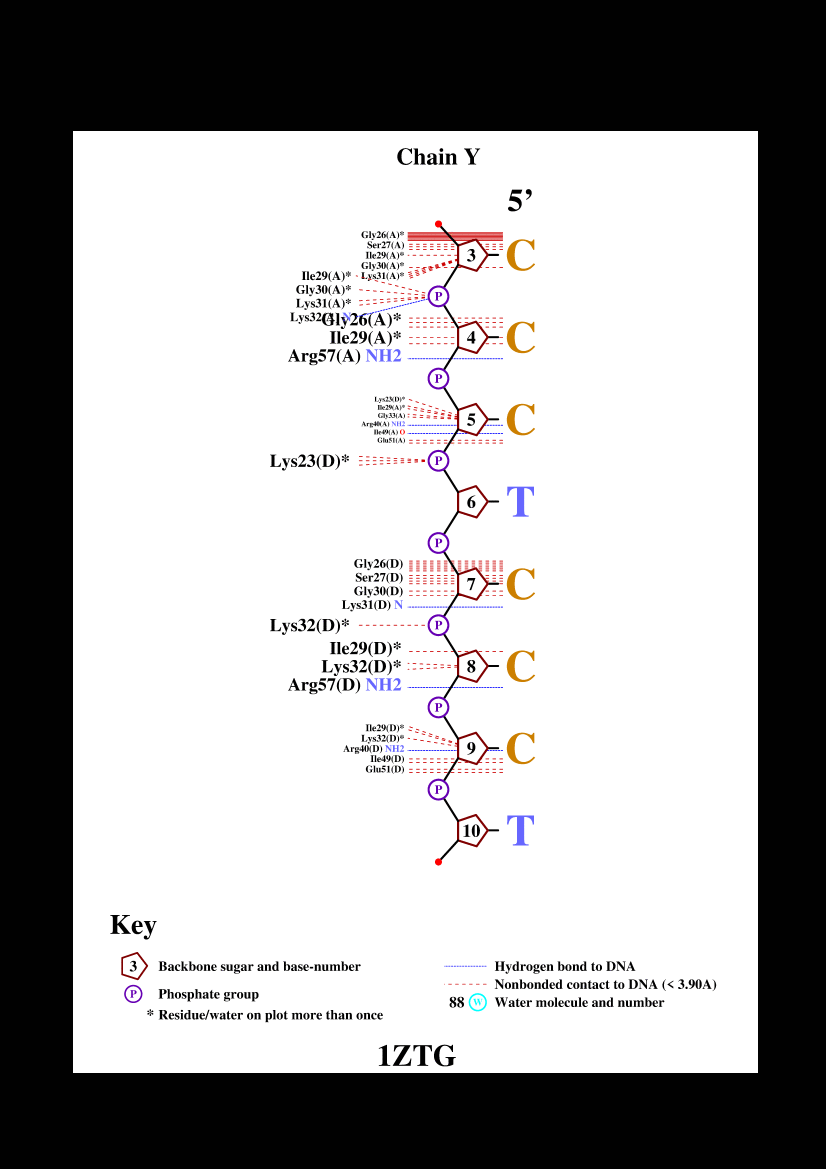 Chain Y
5’
Gly26(A)*
Ser27(A)
Ile29(A)*
Gly30(A)*
Lys31(A)*
3
C
Ile29(A)*
Gly30(A)*
Lys31(A)*
Lys32(A) N
P
Gly26(A)*
Ile29(A)*
Arg57(A) NH2
4
C
P
Lys23(D)*
Ile29(A)*
Gly33(A)
Arg40(A) NH2
Ile49(A) O
Glu51(A)
5
C
Lys23(D)*
P
6
T
P
Gly26(D)
Ser27(D)
Gly30(D)
Lys31(D) N
7
C
Lys32(D)*
P
Ile29(D)*
Lys32(D)*
Arg57(D) NH2
8
C
P
Ile29(D)*
Lys32(D)*
Arg40(D) NH2
Ile49(D)
Glu51(D)
9
C
P
10
T
Key
3 Backbone sugar and base-number
P Phosphate group
* Residue/water on plot more than once
Hydrogen bond to DNA
Nonbonded contact to DNA (< 3.90A)
88 W Water molecule and number
1ZTG